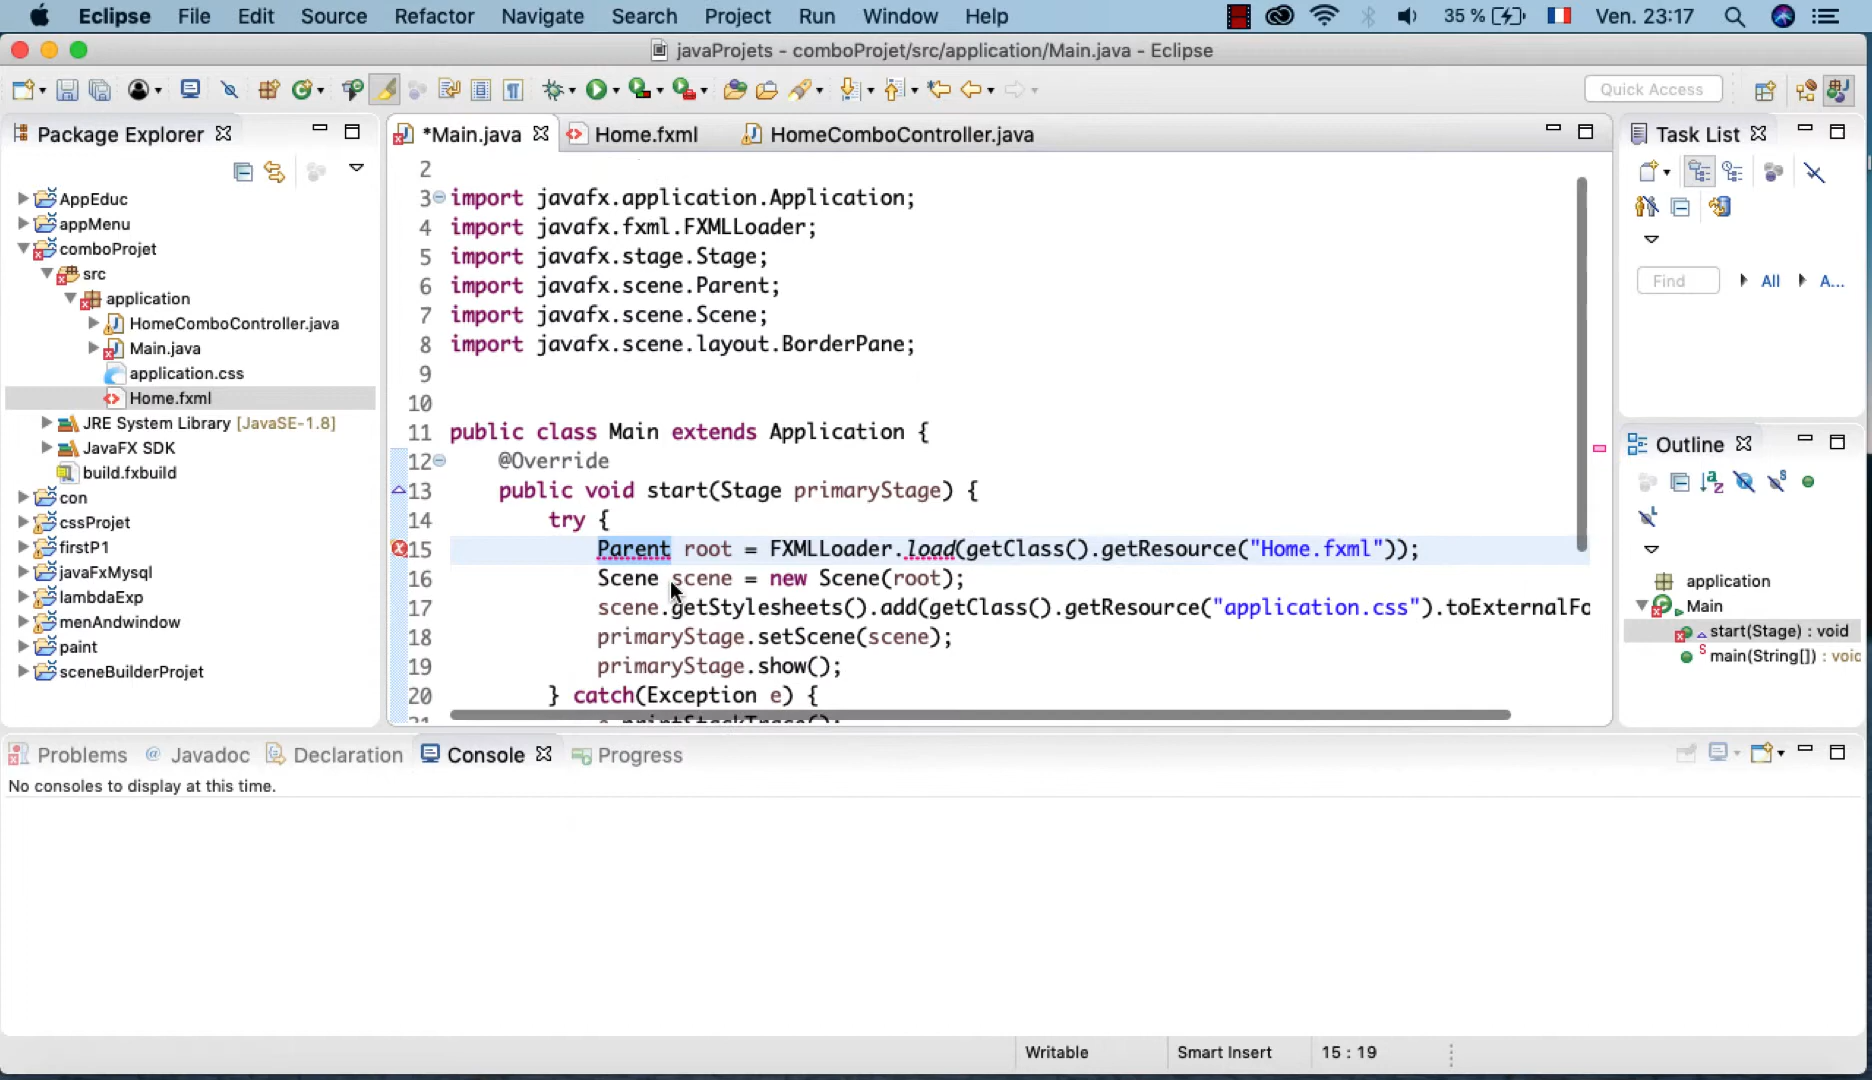 Eclipse File Edit Source Refactor Navigate Search Project Run Window Help 35 % Ven. 23:17
javaProjets - comboProjet/src/application/Main.java - Eclipse
Quick Access
Package Explorer
*Main.java Home.fxml HomeComboController.java
Task List
AppEduc
appMenu
comboProjet
src
application
HomeComboController.java
Main.java
application.css
Home.fxml
JRE System Library [JavaSE-1.8]
JavaFX SDK
build.fxbuild
con
cssProjet
firstP1
javaFxMysql
lambdaExp
menAndwindow
paint
sceneBuilderProjet
2
3 import javafx.application.Application;
4 import javafx.fxml.FXMLLoader;
5 import javafx.stage.Stage;
6 import javafx.scene.Parent;
7 import javafx.scene.Scene;
8 import javafx.scene.layout.BorderPane;
9
10
11 public class Main extends Application {
12 @Override
13 public void start(Stage primaryStage) {
14 try {
15 Parent root = FXMLLoader.load(getClass().getResource("Home.fxml"));
16 Scene scene = new Scene(root);
17 scene.getStylesheets().add(getClass().getResource("application.css").toExternalFo
18 primaryStage.setScene(scene);
19 primaryStage.show();
20 } catch(Exception e) {
21 e.printStackTrace();
Find All A...
Outline
application
Main
start(Stage) : void
main(String[]) : voic
Problems @ Javadoc Declaration Console Progress
No consoles to display at this time.
Writable Smart Insert 15 : 19